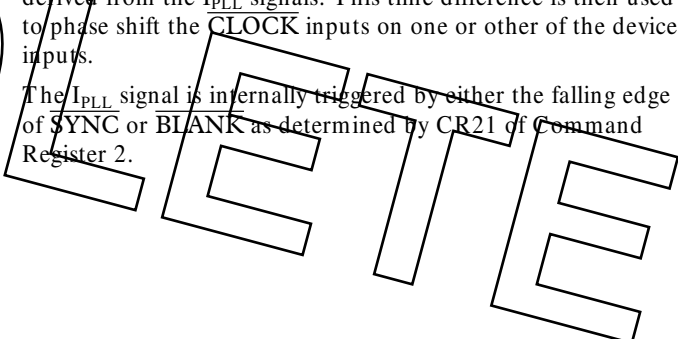 derived from the I_PLL signals. This time difference is then used
to phase shift the CLOCK inputs on one or other of the device
inputs.
The I_PLL signal is internally triggered by either the falling edge
of SYNC or BLANK as determined by CR21 of Command
Register 2.
LETE